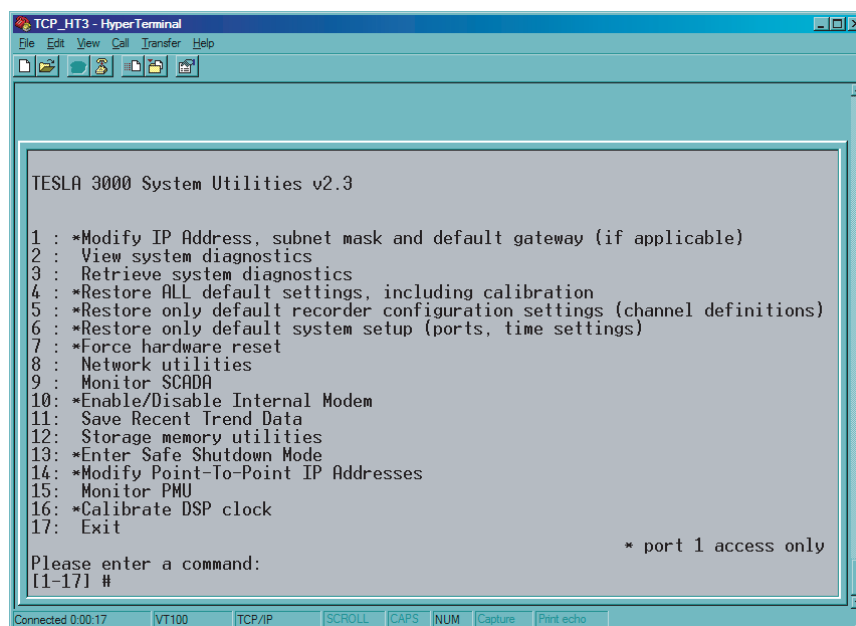 TCP_HT3 - HyperTerminal
File Edit View Call Transfer Help
TESLA 3000 System Utilities v2.3
1 : *Modify IP Address, subnet mask and default gateway (if applicable)
2 :  View system diagnostics
3 :  Retrieve system diagnostics
4 : *Restore ALL default settings, including calibration
5 : *Restore only default recorder configuration settings (channel definitions)
6 : *Restore only default system setup (ports, time settings)
7 : *Force hardware reset
8 :  Network utilities
9 :  Monitor SCADA
10: *Enable/Disable Internal Modem
11:  Save Recent Trend Data
12:  Storage memory utilities
13: *Enter Safe Shutdown Mode
14: *Modify Point-To-Point IP Addresses
15:  Monitor PMU
16: *Calibrate DSP clock
17:  Exit
* port 1 access only
Please enter a command:
[1-17] #
Connected 0:00:17 VT100 TCP/IP SCROLL CAPS NUM Capture Print echo